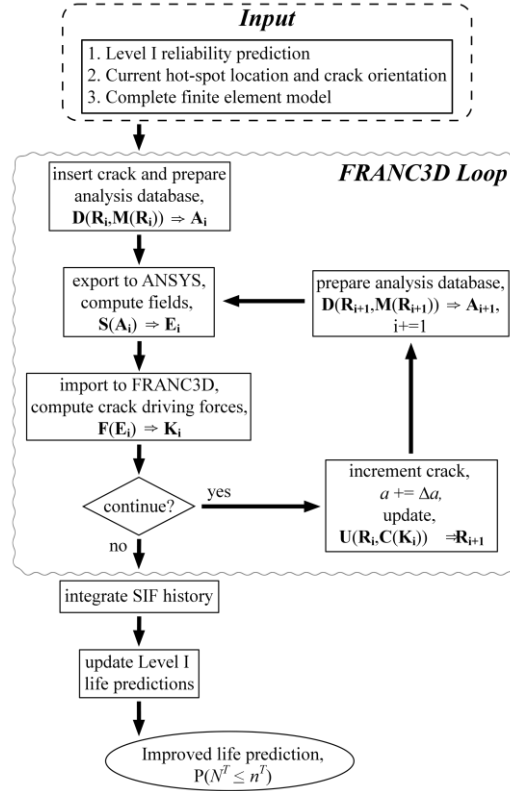 Input
1. Level I reliability prediction
2. Current hot-spot location and crack orientation
3. Complete finite element model
FRANC3D Loop
insert crack and prepare
analysis database,
D(Rᵢ,M(Rᵢ)) ⇒ Aᵢ
export to ANSYS,
compute fields,
S(Aᵢ) ⇒ Eᵢ
import to FRANC3D,
compute crack driving forces,
F(Eᵢ) ⇒ Kᵢ
continue?
yes
no
increment crack,
a += Δa,
update,
U(Rᵢ,C(Kᵢ)) ⇒Rᵢ₊₁
prepare analysis database,
D(Rᵢ₊₁,M(Rᵢ₊₁)) ⇒ Aᵢ₊₁,
i+=1
integrate SIF history
update Level I
life predictions
Improved life prediction,
P(Nᵀ ≤ nᵀ)